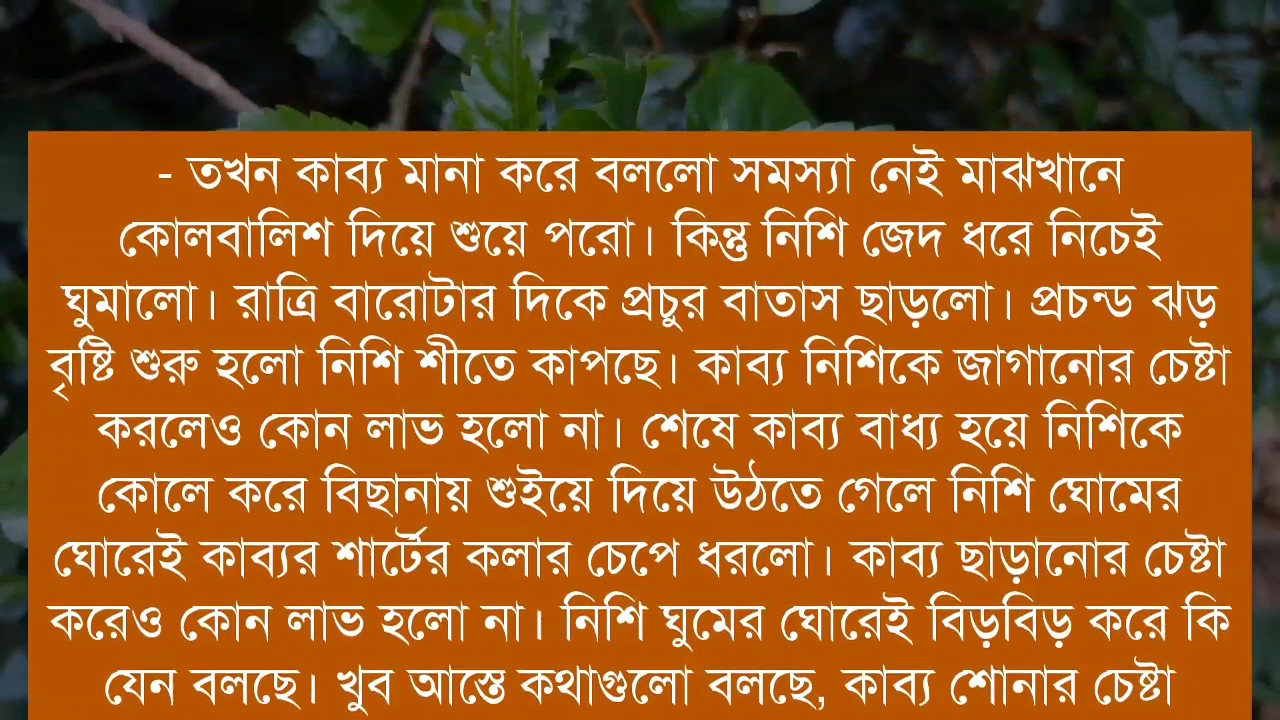 - তখন কাব্য মানা করে বললো সমস্যা নেই মাঝখানে
কোলবালিশ দিয়ে শুয়ে পরো। কিন্তু নিশি জেদ ধরে নিচেই
ঘুমালো। রাত্রি বারোটার দিকে প্রচুর বাতাস ছাড়লো। প্রচন্ড ঝড়
বৃষ্টি শুরু হলো নিশি শীতে কাপছে। কাব্য নিশিকে জাগানোর চেষ্টা
করলেও কোন লাভ হলো না। শেষে কাব্য বাধ্য হয়ে নিশিকে
কোলে করে বিছানায় শুইয়ে দিয়ে উঠতে গেলে নিশি ঘোমের
ঘোরেই কাব্যর শার্টের কলার চেপে ধরলো। কাব্য ছাড়ানোর চেষ্টা
করেও কোন লাভ হলো না। নিশি ঘুমের ঘোরেই বিড়বিড় করে কি
যেন বলছে। খুব আস্তে কথাগুলো বলছে, কাব্য শোনার চেষ্টা